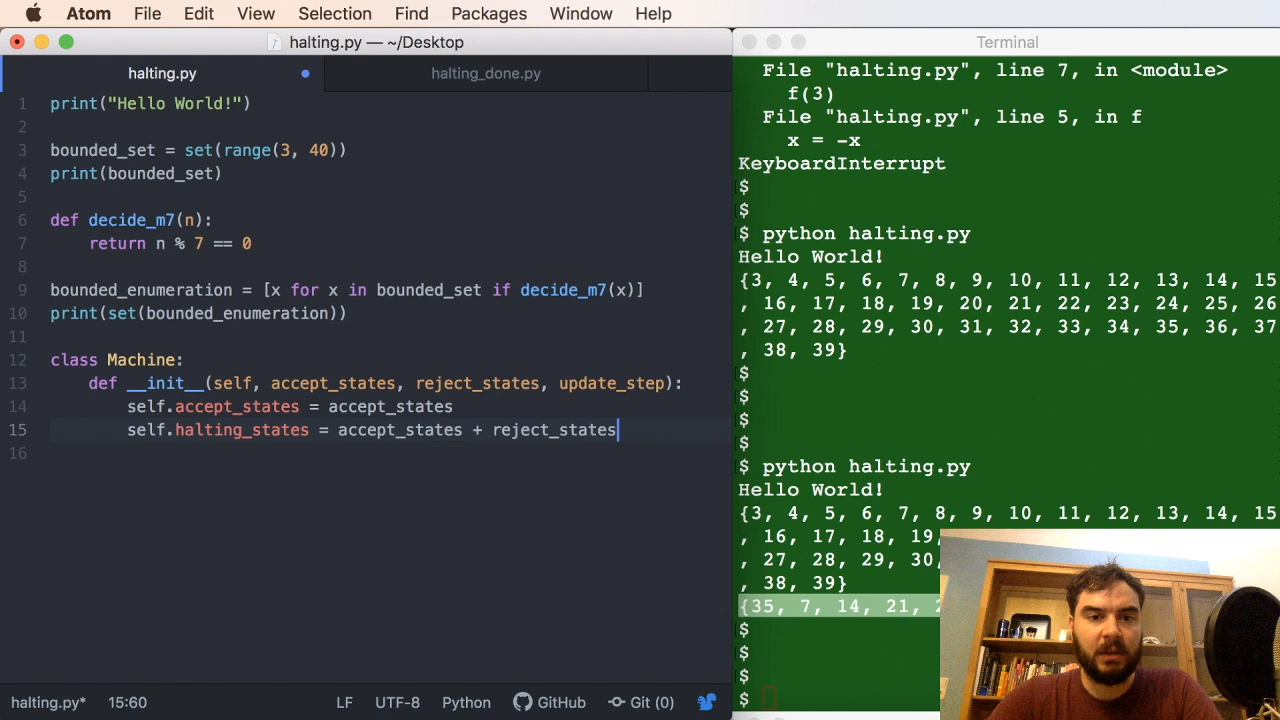 Atom File Edit View Selection Find Packages Window Help
halting.py — ~/Desktop
halting.py
halting_done.py
1 print("Hello World!")
2
3 bounded_set = set(range(3, 40))
4 print(bounded_set)
5
6 def decide_m7(n):
7 return n % 7 == 0
8
9 bounded_enumeration = [x for x in bounded_set if decide_m7(x)]
10 print(set(bounded_enumeration))
11
12 class Machine:
13 def __init__(self, accept_states, reject_states, update_step):
14 self.accept_states = accept_states
15 self.halting_states = accept_states + reject_states
16
halting.py* 15:60 LF UTF-8 Python GitHub Git (0)
Terminal
File "halting.py", line 7, in <module>
f(3)
File "halting.py", line 5, in f
x = -x
KeyboardInterrupt
$
$
$ python halting.py
Hello World!
{3, 4, 5, 6, 7, 8, 9, 10, 11, 12, 13, 14, 15
, 16, 17, 18, 19, 20, 21, 22, 23, 24, 25, 26
, 27, 28, 29, 30, 31, 32, 33, 34, 35, 36, 37
, 38, 39}
$
$
$
$
$ python halting.py
Hello World!
{3, 4, 5, 6, 7, 8, 9, 10, 11, 12, 13, 14, 15
, 16, 17, 18, 19,
, 27, 28, 29, 30,
, 38, 39}
{35, 7, 14, 21,
$
$
$
$